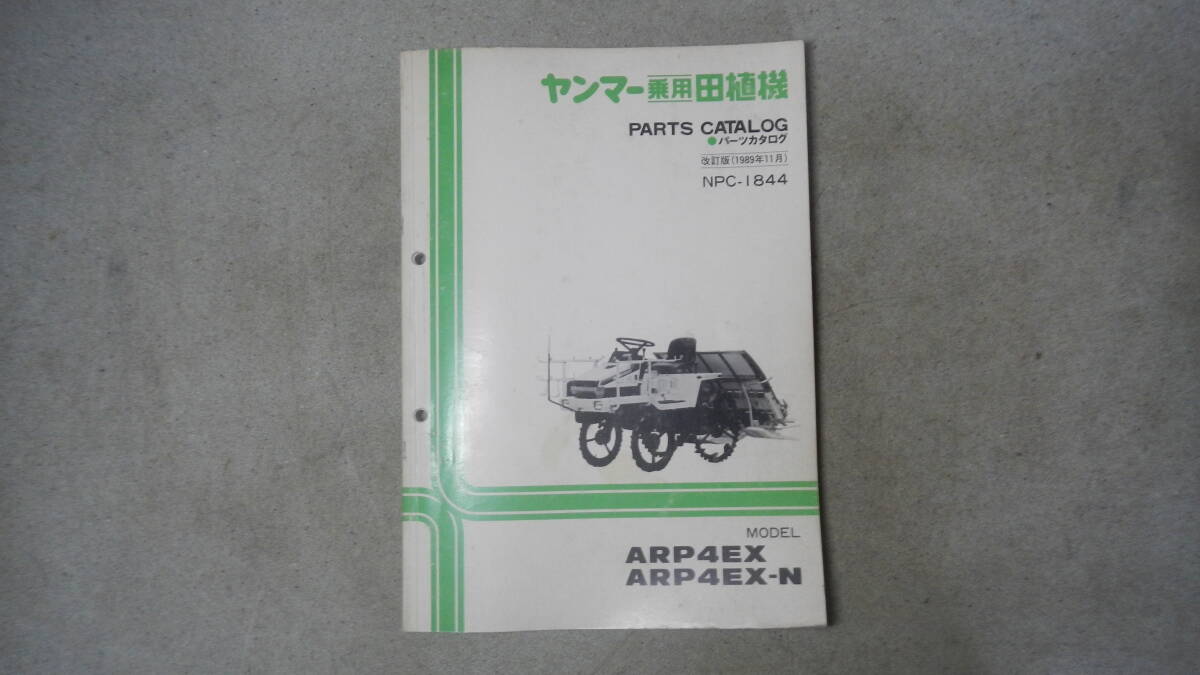 ヤンマー乗用田植機
PARTS CATALOG
●パーツカタログ
改訂版(1989年11月)
NPC-1844
MODEL
ARP4EX
ARP4EX-N